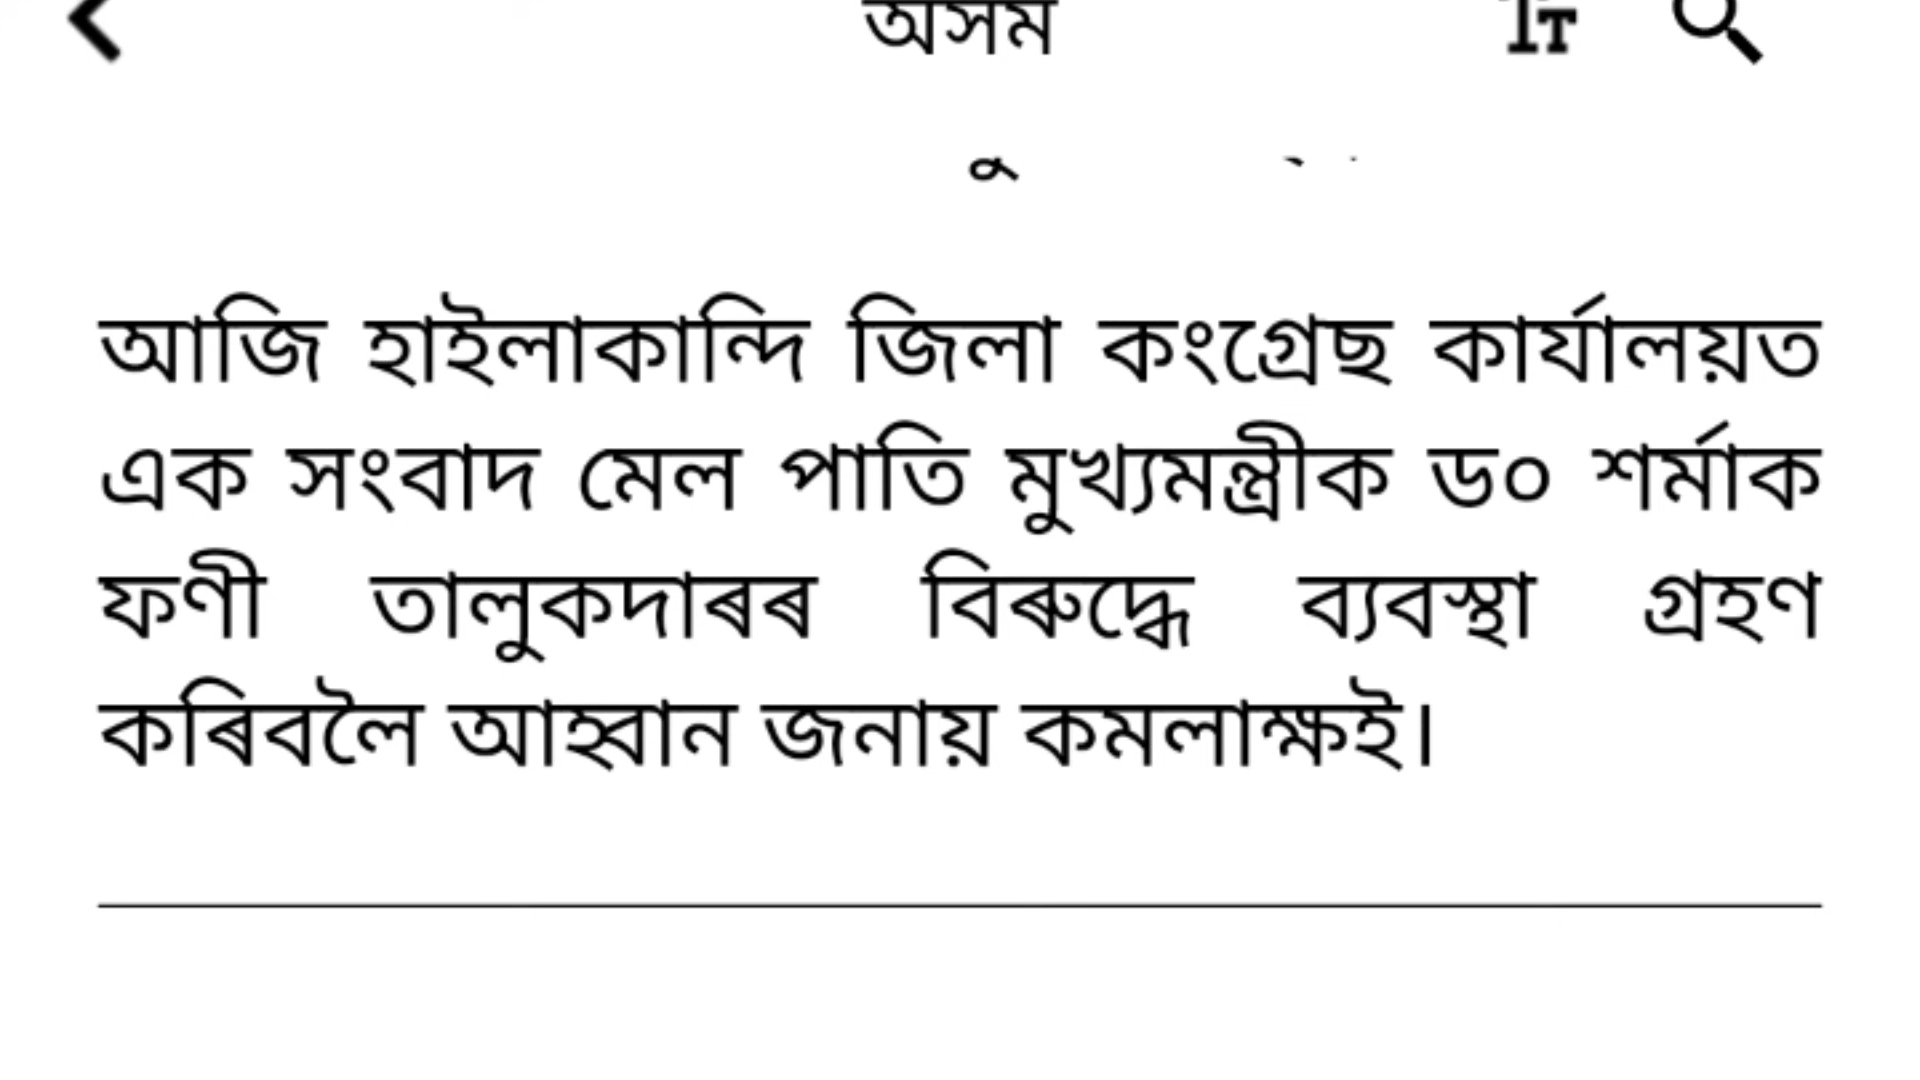 অসম
আজি হাইলাকান্দি জিলা কংগ্ৰেছ কাৰ্যালয়ত
এক সংবাদ মেল পাতি মুখ্যমন্ত্ৰীক ড০ শৰ্মাক
ফণী তালুকদাৰৰ বিৰুদ্ধে ব্যৱস্থা গ্ৰহণ
কৰিবলৈ আহ্বান জনায় কমলাক্ষই।